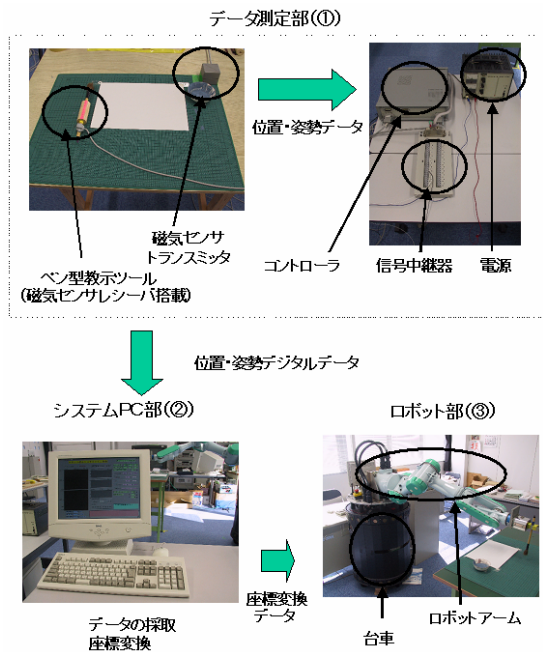 データ測定部(①)
位置・姿勢データ
磁気センサ
トランスミッタ
ペン型教示ツール
(磁気センサレシーバ搭載)
コントローラ
信号中継器
電源
位置・姿勢デジタルデータ
システムPC部(②)
ロボット部(③)
データの採取
座標変換
座標変換
データ
台車
ロボットアーム